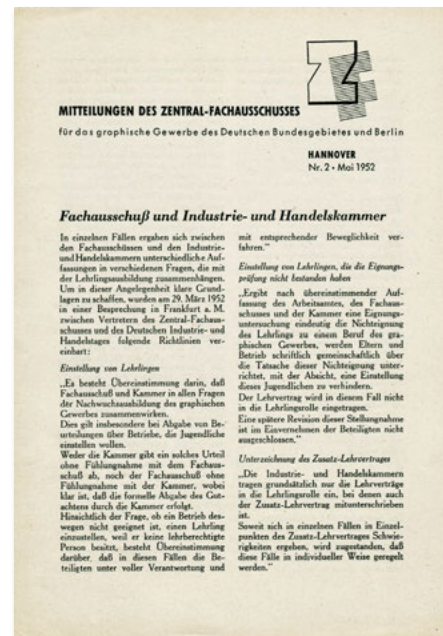 MITTEILUNGEN DES ZENTRAL-FACHAUSSCHUSSES
für das graphische Gewerbe des Deutschen Bundesgebietes und Berlin
HANNOVER
Nr. 2 · Mai 1952
Fachausschuß und Industrie- und Handelskammer
In einzelnen Fällen ergaben sich zwischen
den Fachausschüssen und den Industrie-
und Handelskammern unterschiedliche Auf-
fassungen in verschiedenen Fragen, die mit
der Lehrlingsausbildung zusammenhängen.
Um in dieser Angelegenheit klare Grund-
lagen zu schaffen, wurden am 29. März 1952
in einer Besprechung in Frankfurt a. M.
zwischen Vertretern des Zentral-Fachaus-
schusses und des Deutschen Industrie- und
Handelstages folgende Richtlinien ver-
einbart:
Einstellung von Lehrlingen
„Es besteht Übereinstimmung darin, daß
Fachausschuß und Kammer in allen Fragen
der Nachwuchsausbildung des graphischen
Gewerbes zusammenwirken.
Dies gilt insbesondere bei Abgabe von Be-
urteilungen über Betriebe, die Jugendliche
einstellen wollen.
Weder die Kammer gibt ein solches Urteil
ohne Fühlungnahme mit dem Fachaus-
schuß ab, noch der Fachausschuß ohne
Fühlungnahme mit der Kammer, wobei
klar ist, daß die formelle Abgabe des Gut-
achtens durch die Kammer erfolgt.
Hinsichtlich der Frage, ob ein Betrieb des-
wegen nicht geeignet ist, einen Lehrling
einzustellen, weil er keine lehrberechtigte
Person besitzt, besteht Übereinstimmung
darüber, daß in diesen Fällen die Be-
teiligten unter voller Verantwortung und
mit entsprechender Beweglichkeit ver-
fahren.“
Einstellung von Lehrlingen, die die Eignungs-
prüfung nicht bestanden haben
„Ergibt nach übereinstimmender Auf-
fassung des Arbeitsamtes, des Fachaus-
schusses und der Kammer eine Eignungs-
untersuchung eindeutig die Nichteignung
des Lehrlings zu einem Beruf des gra-
phischen Gewerbes, werden Eltern und
Betrieb schriftlich gemeinschaftlich über
die Tatsache dieser Nichteignung unter-
richtet, mit der Absicht, eine Einstellung
dieses Jugendlichen zu verhindern.
Der Lehrvertrag wird in diesem Fall nicht
in die Lehrlingsrolle eingetragen.
Eine spätere Revision dieser Stellungnahme
ist im Einvernehmen der Beteiligten nicht
ausgeschlossen.“
Unterzeichnung des Zusatz-Lehrvertrages
„Die Industrie- und Handelskammern
tragen grundsätzlich nur die Lehrverträge
in die Lehrlingsrolle ein, bei denen auch
der Zusatz-Lehrvertrag mitunterschrieben
ist.
Soweit sich in einzelnen Fällen in Einzel-
punkten des Zusatz-Lehrvertrages Schwie-
rigkeiten ergeben, wird zugestanden, daß
diese Fälle in individueller Weise geregelt
werden.“